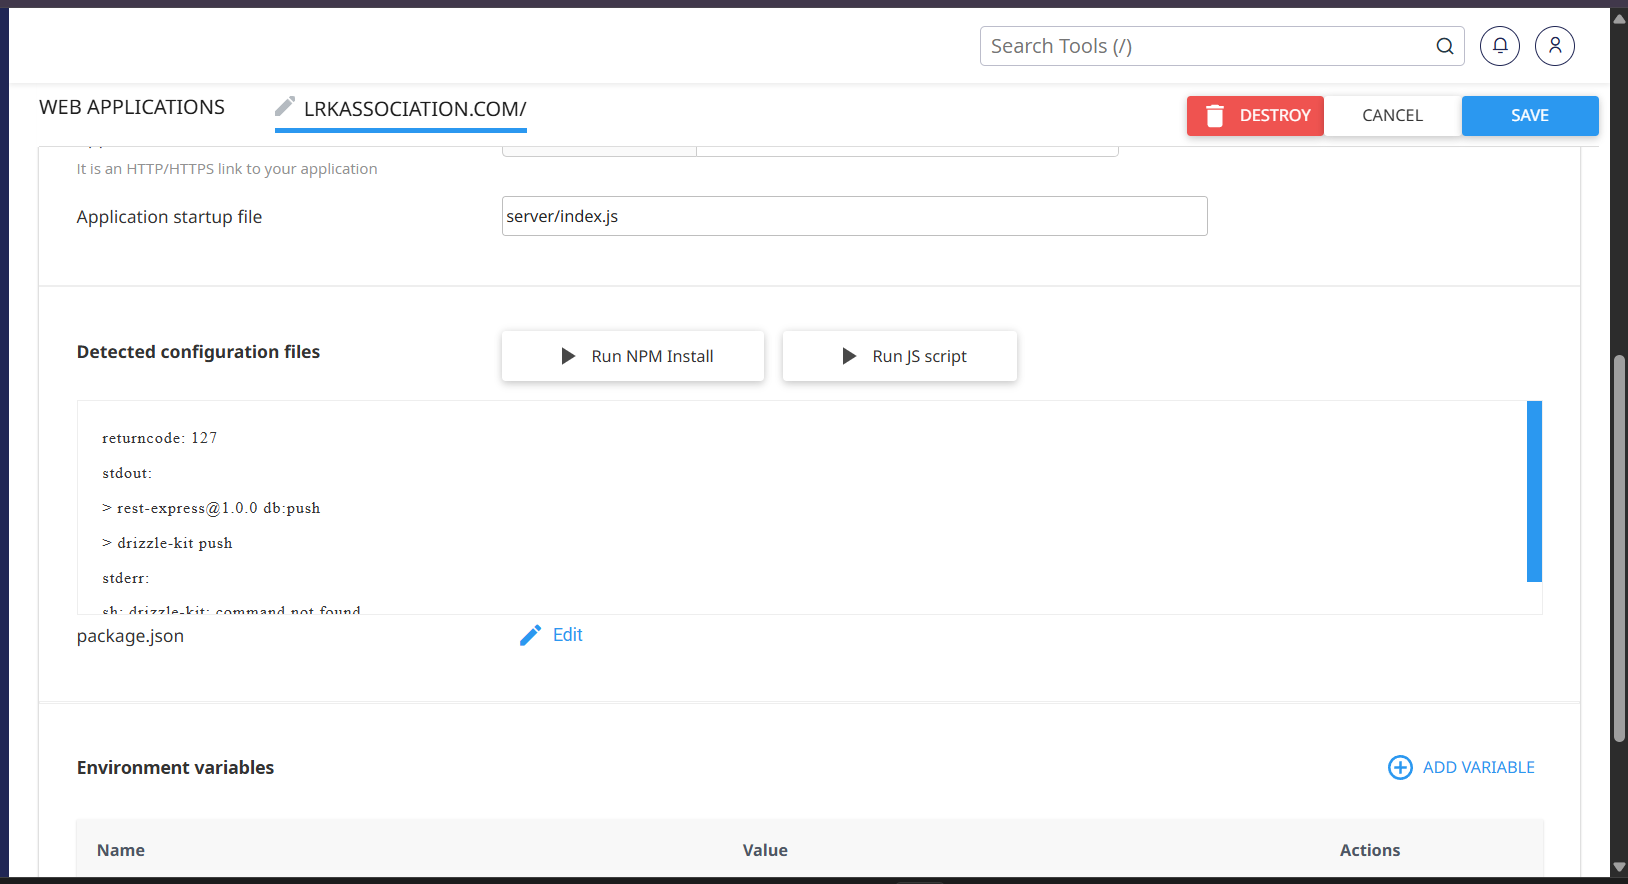 Search Tools (/)
WEB APPLICATIONS
LRKASSOCIATION.COM/
DESTROY
CANCEL
SAVE
It is an HTTP/HTTPS link to your application
Application startup file
server/index.js
Detected configuration files
Run NPM Install
Run JS script
returncode: 127
stdout:
> rest-express@1.0.0 db:push
> drizzle-kit push
stderr:
sh: drizzle-kit: command not found
package.json
Edit
Environment variables
ADD VARIABLE
Name
Value
Actions